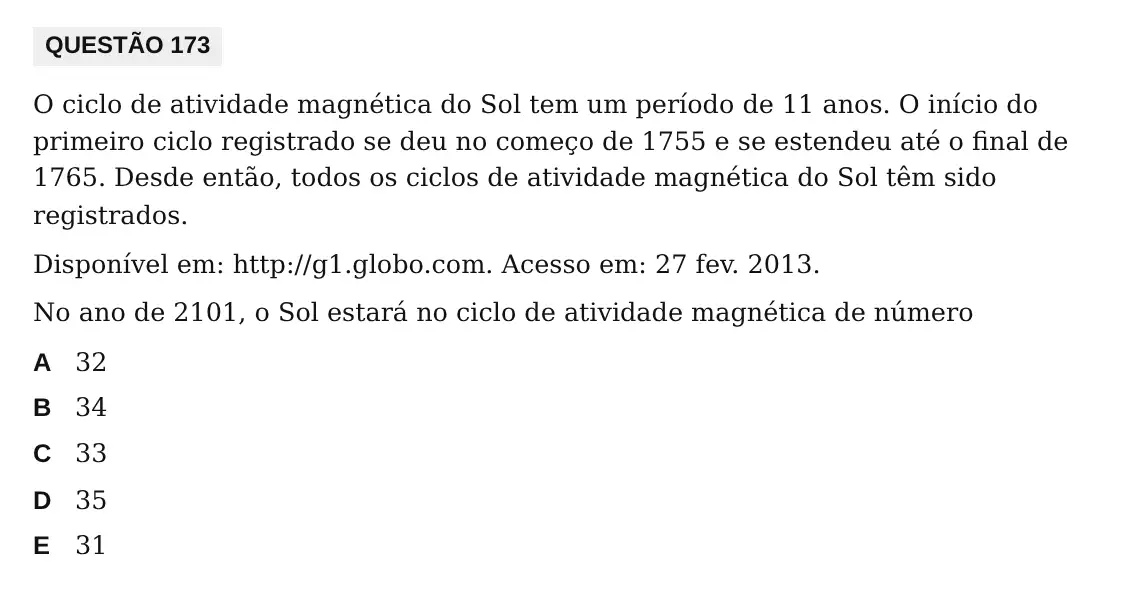 QUESTÃO 173
O ciclo de atividade magnética do Sol tem um período de 11 anos. O início do
primeiro ciclo registrado se deu no começo de 1755 e se estendeu até o final de
1765. Desde então, todos os ciclos de atividade magnética do Sol têm sido
registrados.
Disponível em: http://g1.globo.com. Acesso em: 27 fev. 2013.
No ano de 2101, o Sol estará no ciclo de atividade magnética de número
A 32
B 34
C 33
D 35
E 31